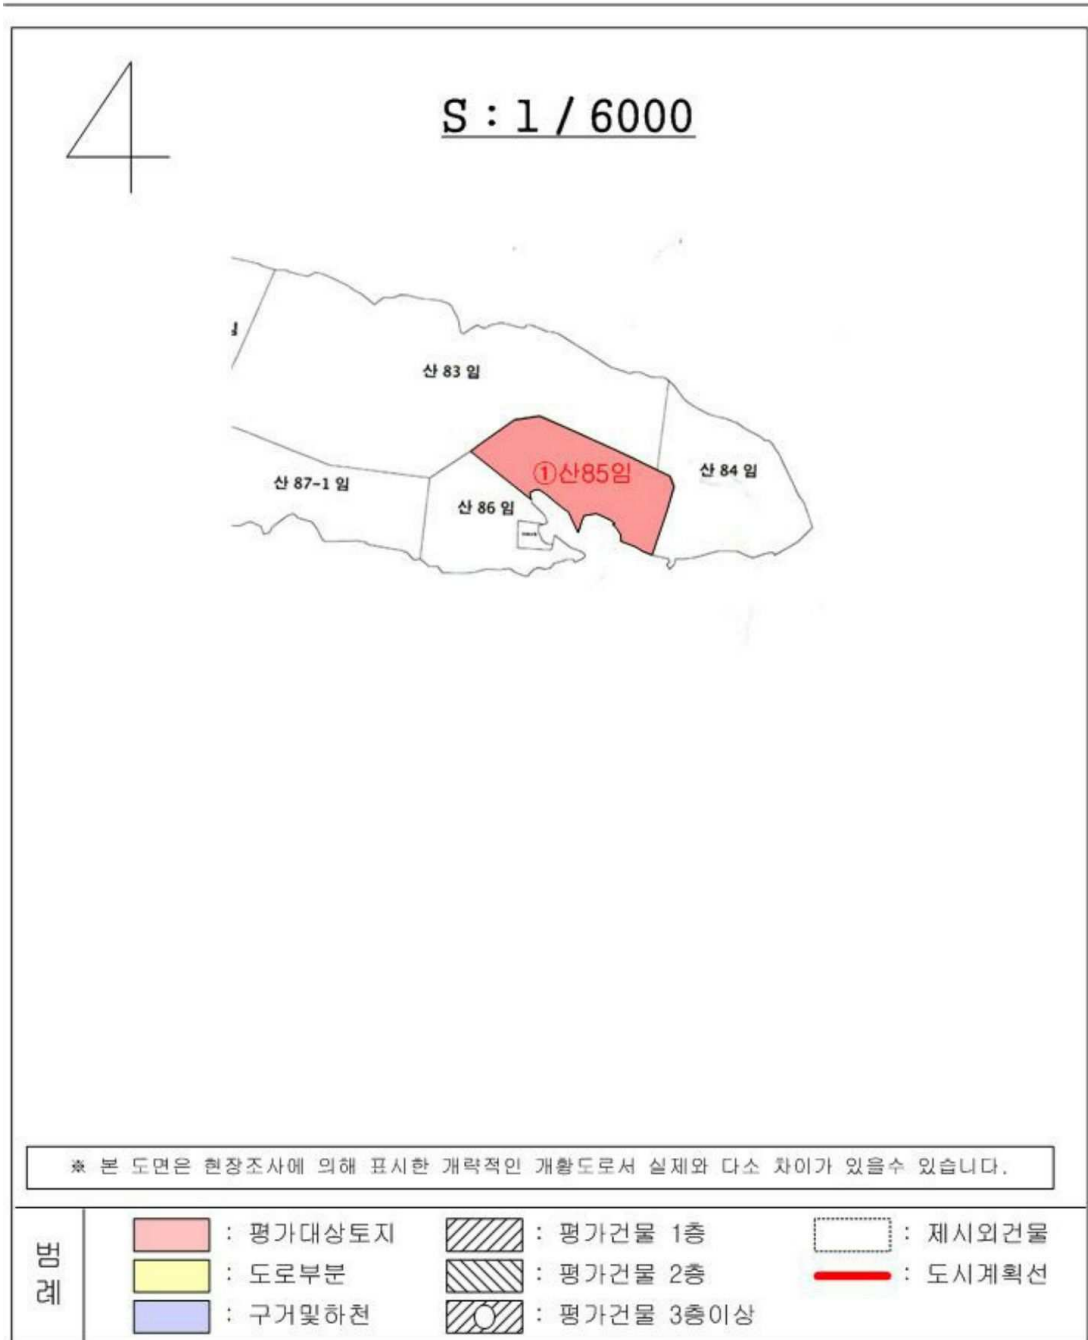 S : 1 / 6000
산 83 임
①산85임
산 84 임
산 87-1 임
산 86 임
※ 본 도면은 현장조사에 의해 표시한 개략적인 개황도로서 실제와 다소 차이가 있을수 있습니다.
범례
: 평가대상토지
: 평가건물 1층
: 제시외건물
: 도로부분
: 평가건물 2층
: 도시계획선
: 구거및하천
: 평가건물 3층이상